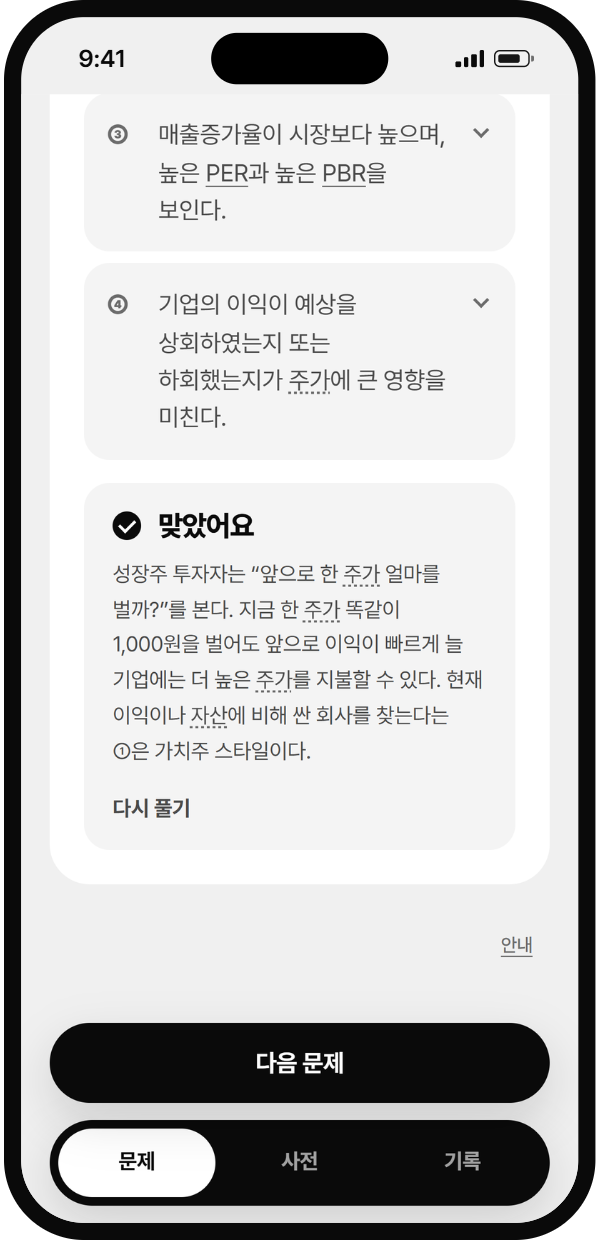 9:41
③ 매출증가율이 시장보다 높으며,
높은 PER과 높은 PBR을
보인다.
④ 기업의 이익이 예상을
상회하였는지 또는
하회했는지가 주가에 큰 영향을
미친다.
맞았어요
성장주 투자자는 “앞으로 한 주가 얼마를
벌까?”를 본다. 지금 한 주가 똑같이
1,000원을 벌어도 앞으로 이익이 빠르게 늘
기업에는 더 높은 주가를 지불할 수 있다. 현재
이익이나 자산에 비해 싼 회사를 찾는다는
①은 가치주 스타일이다.
다시 풀기
안내
다음 문제
문제 사전 기록